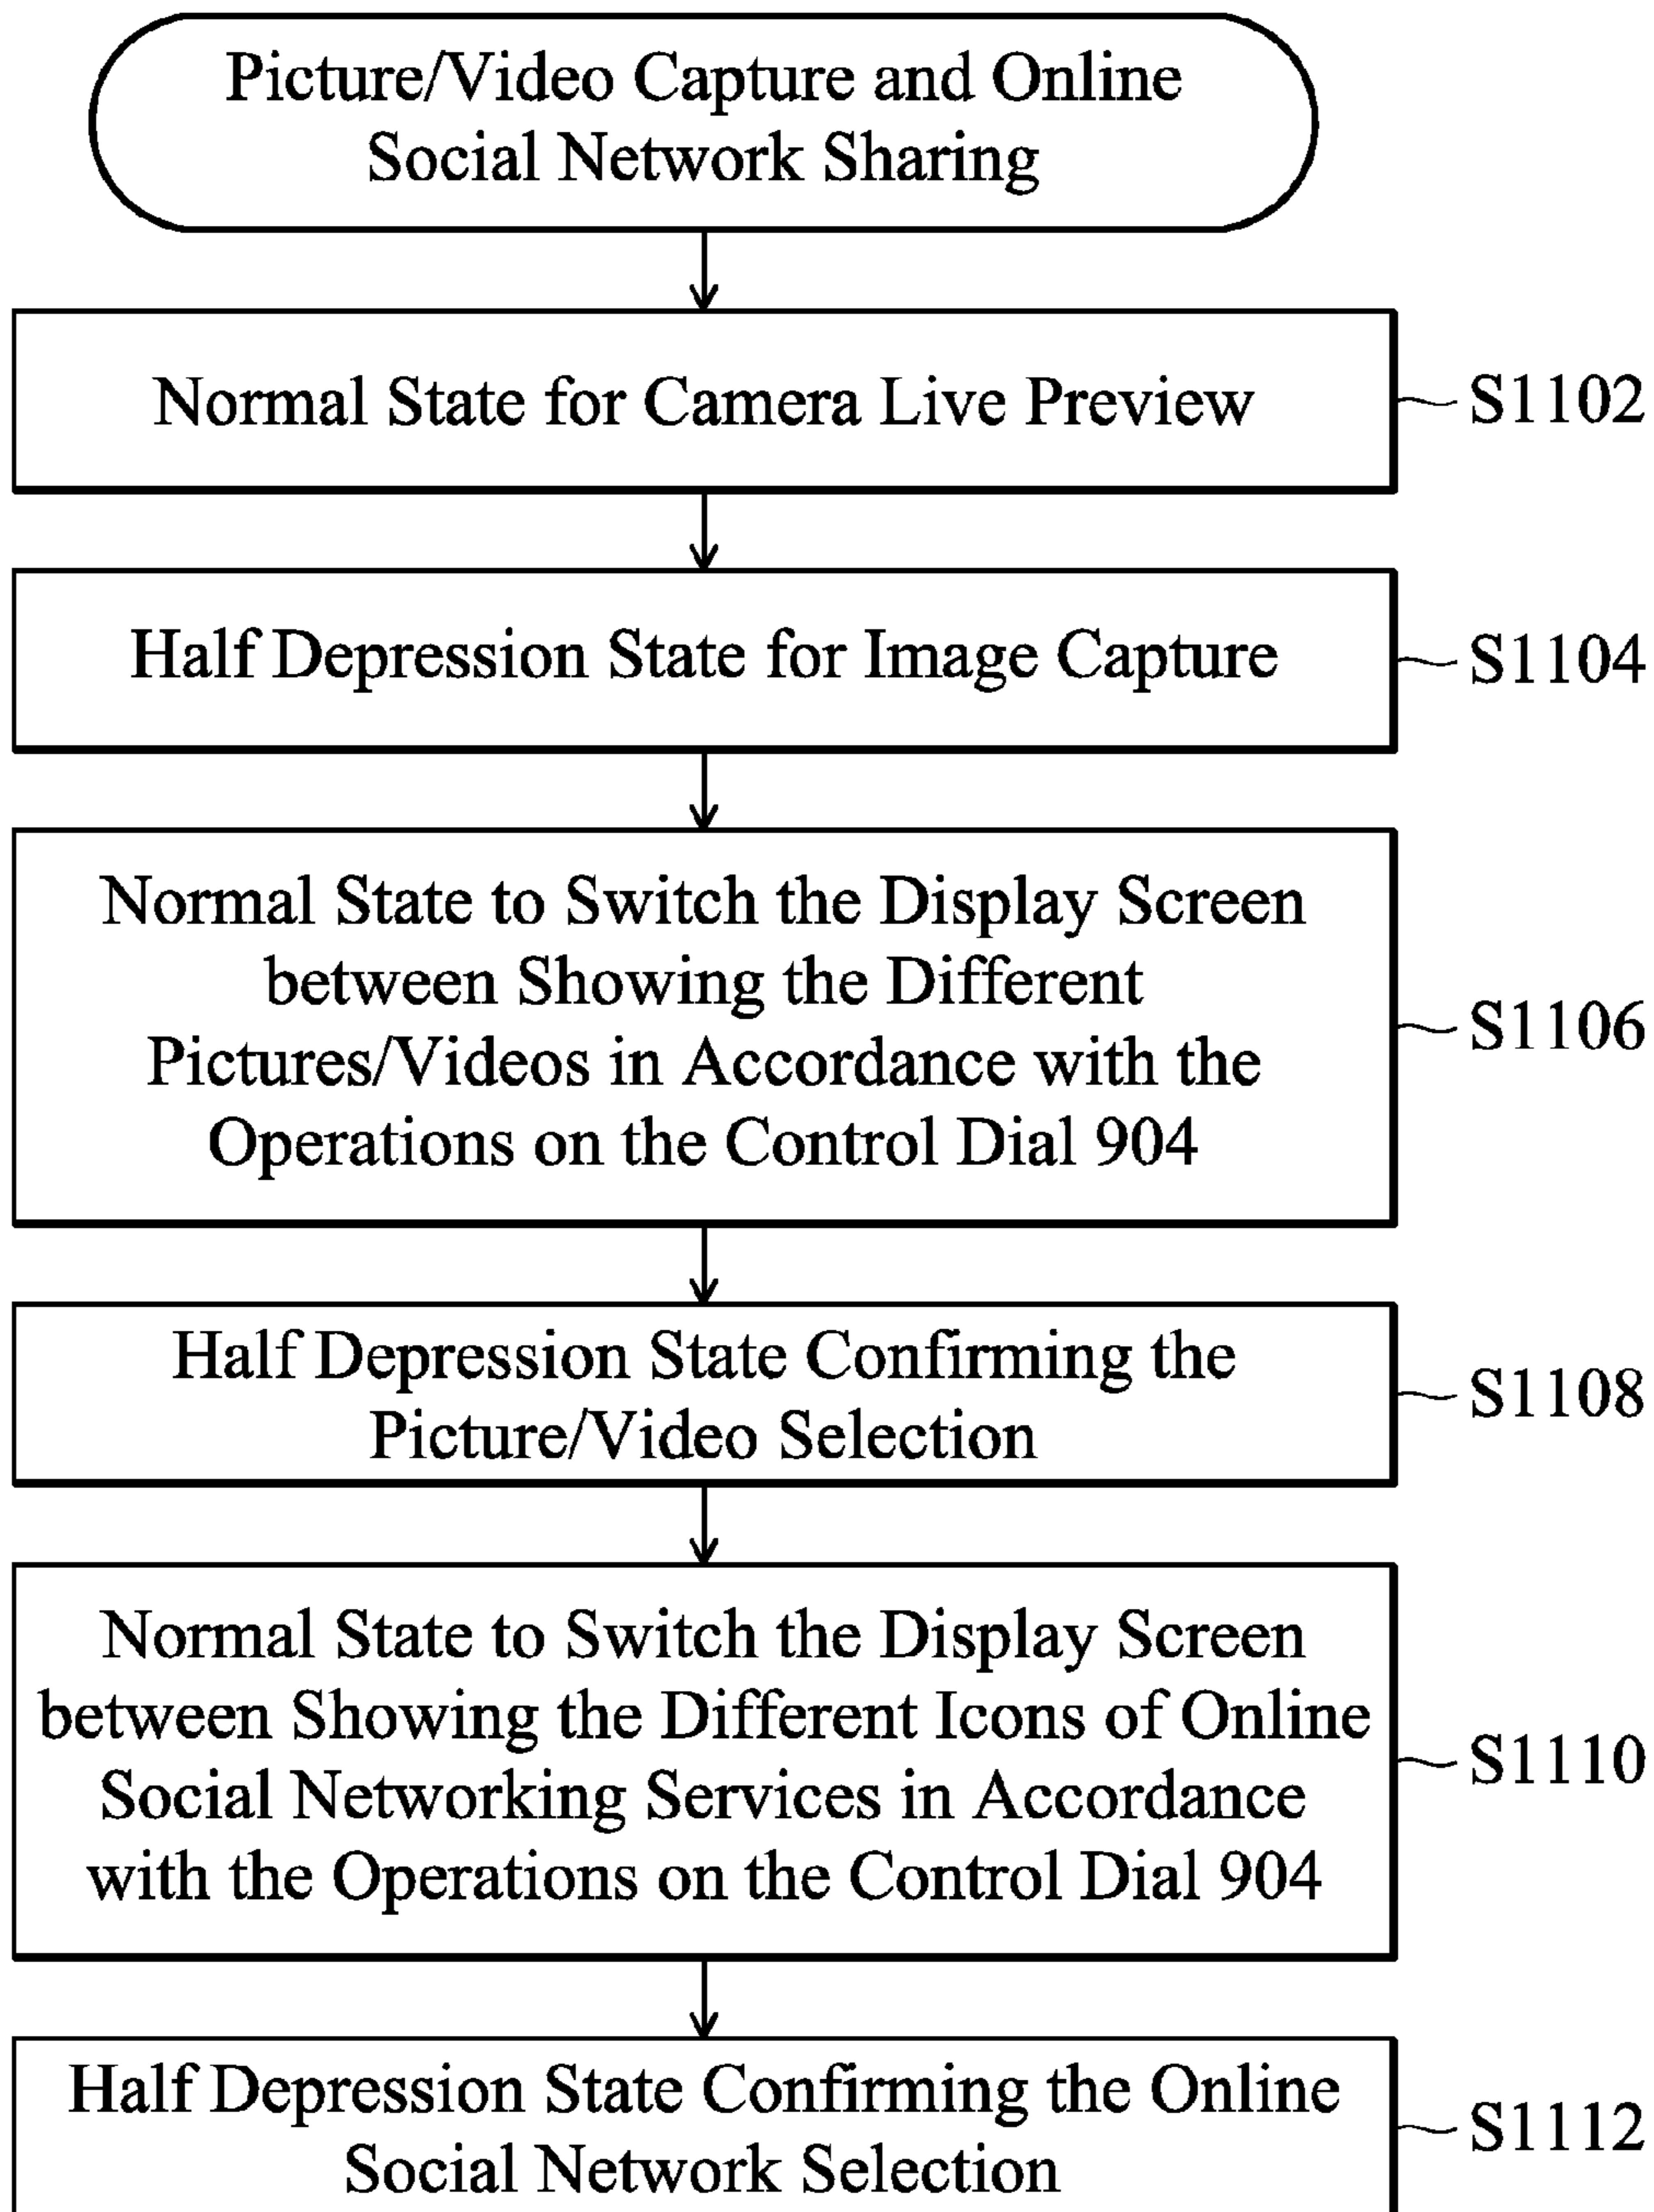 Picture/Video Capture and Online
Social Network Sharing
Normal State for Camera Live Preview
S1102
Half Depression State for Image Capture
S1104
Normal State to Switch the Display Screen
between Showing the Different
Pictures/Videos in Accordance with the
Operations on the Control Dial 904
S1106
Half Depression State Confirming the
Picture/Video Selection
S1108
Normal State to Switch the Display Screen
between Showing the Different Icons of Online
Social Networking Services in Accordance
with the Operations on the Control Dial 904
S1110
Half Depression State Confirming the Online
Social Network Selection
S1112